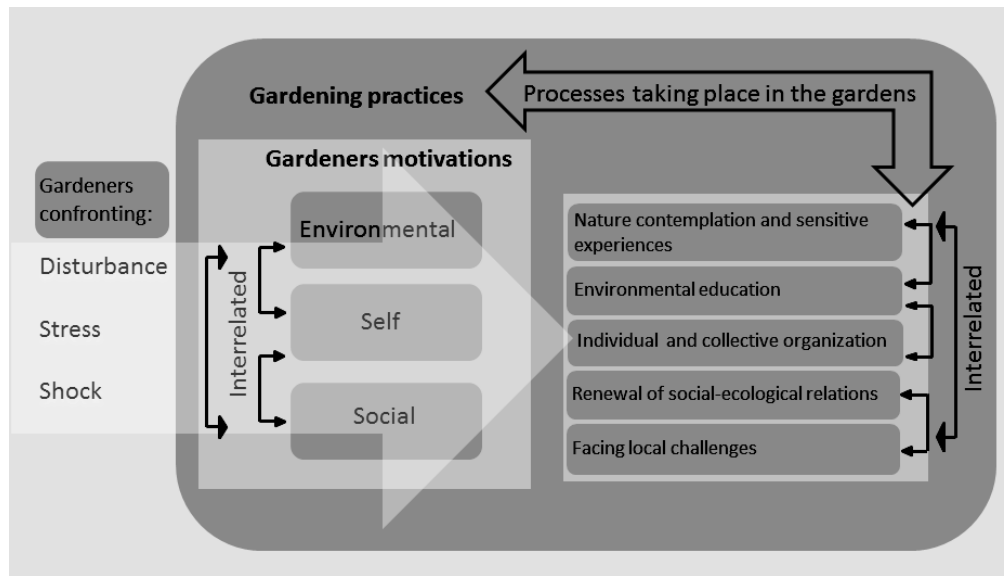 Gardening practices
Processes taking place in the gardens
Gardeners motivations
Gardeners
confronting:
Disturbance
Stress
Shock
Interrelated
Environmental
Self
Social
Nature contemplation and sensitive
experiences
Environmental education
Individual and collective organization
Renewal of social-ecological relations
Facing local challenges
Interrelated